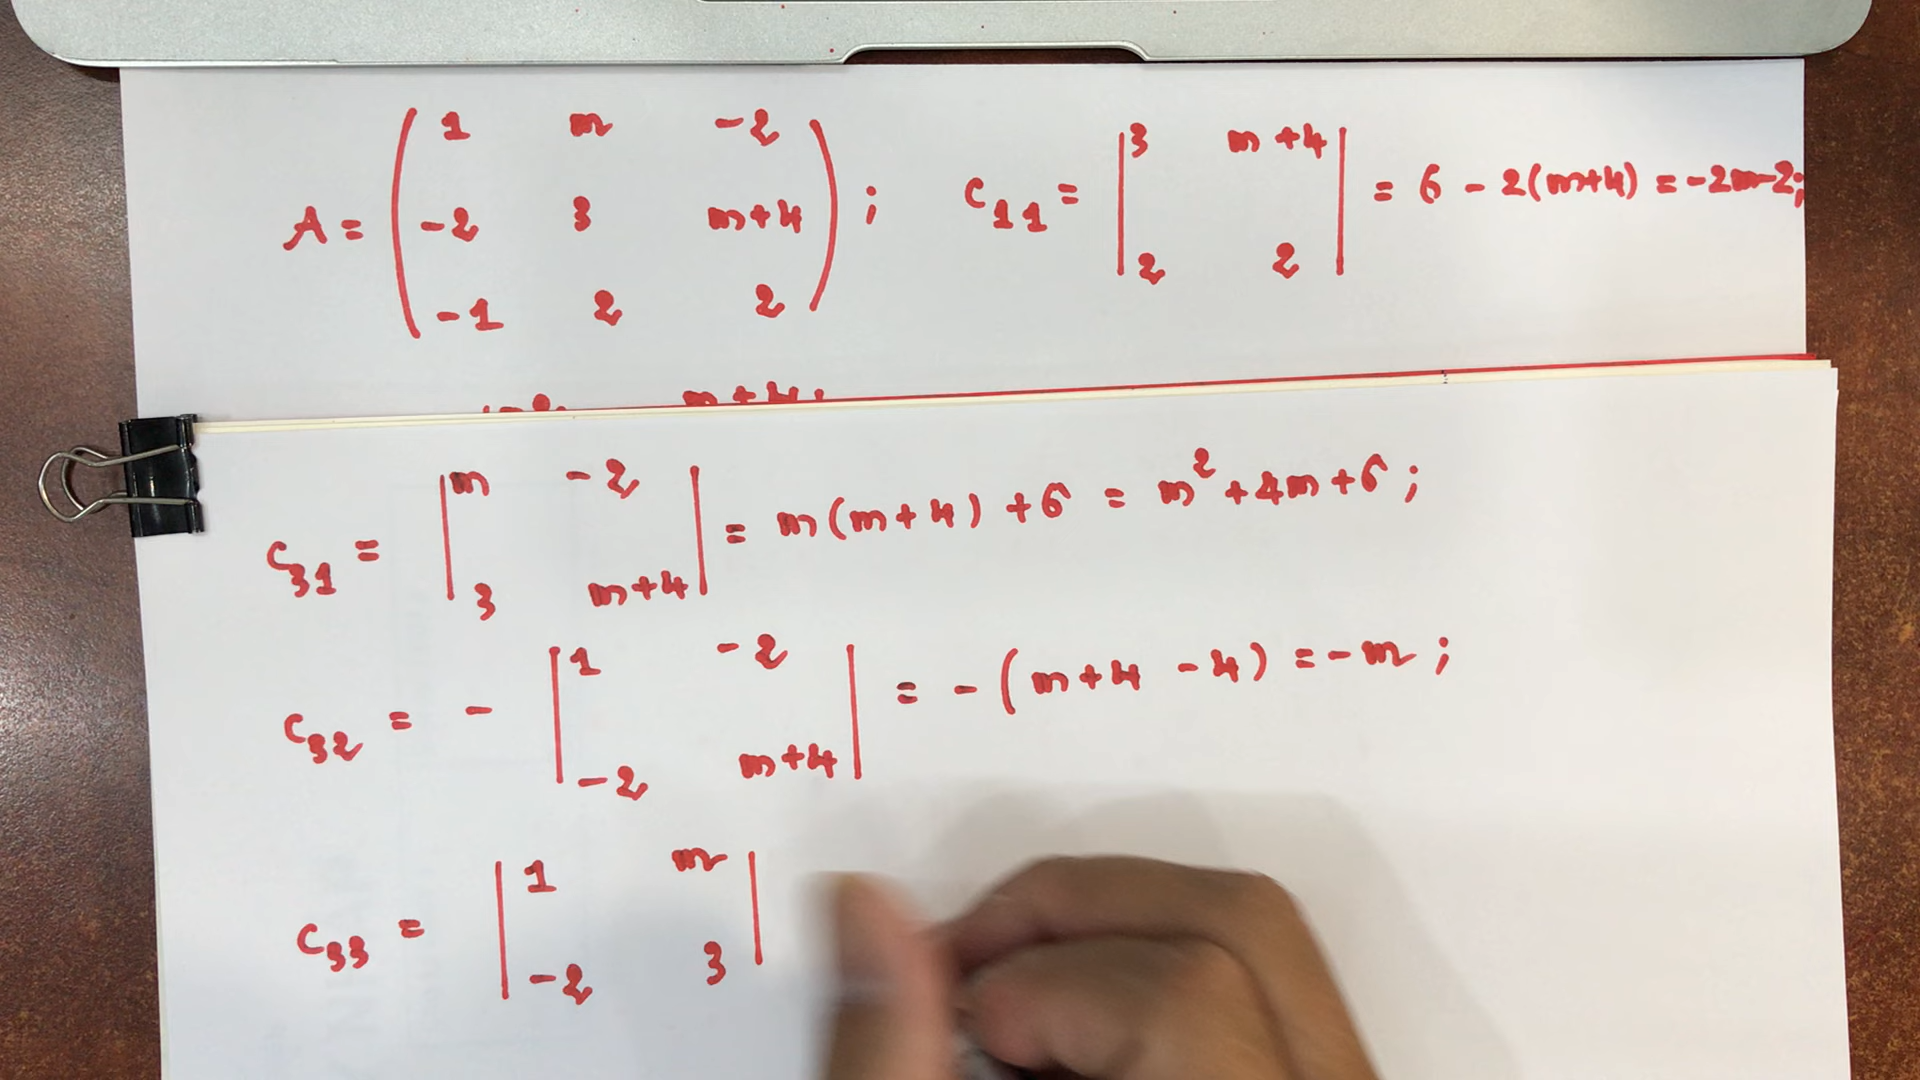 A = ( 1 m -2 ; C11 = | 3 m+4 | = 6 - 2(m+4) = -2m-2;
-2 3 m+4 2 2
-1 2 2 )
C31 = | m -2 | = m(m+4) + 6 = m² + 4m + 6 ;
3 m+4
C32 = - | 1 -2 | = - (m+4 - 4) = - m ;
-2 m+4
C33 = | 1 m |
-2 3